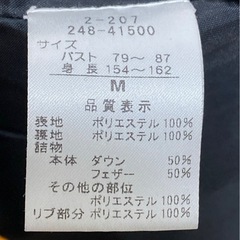 2-207
248-41500
サイズ
バスト 79〜 87
身長 154〜162
M
品質表示
表地 ポリエステル 100%
裏地 ポリエステル 100%
詰物
本体 ダウン 50%
フェザー 50%
その他の部位
ポリエステル 100%
リブ部分 ポリエステル 100%